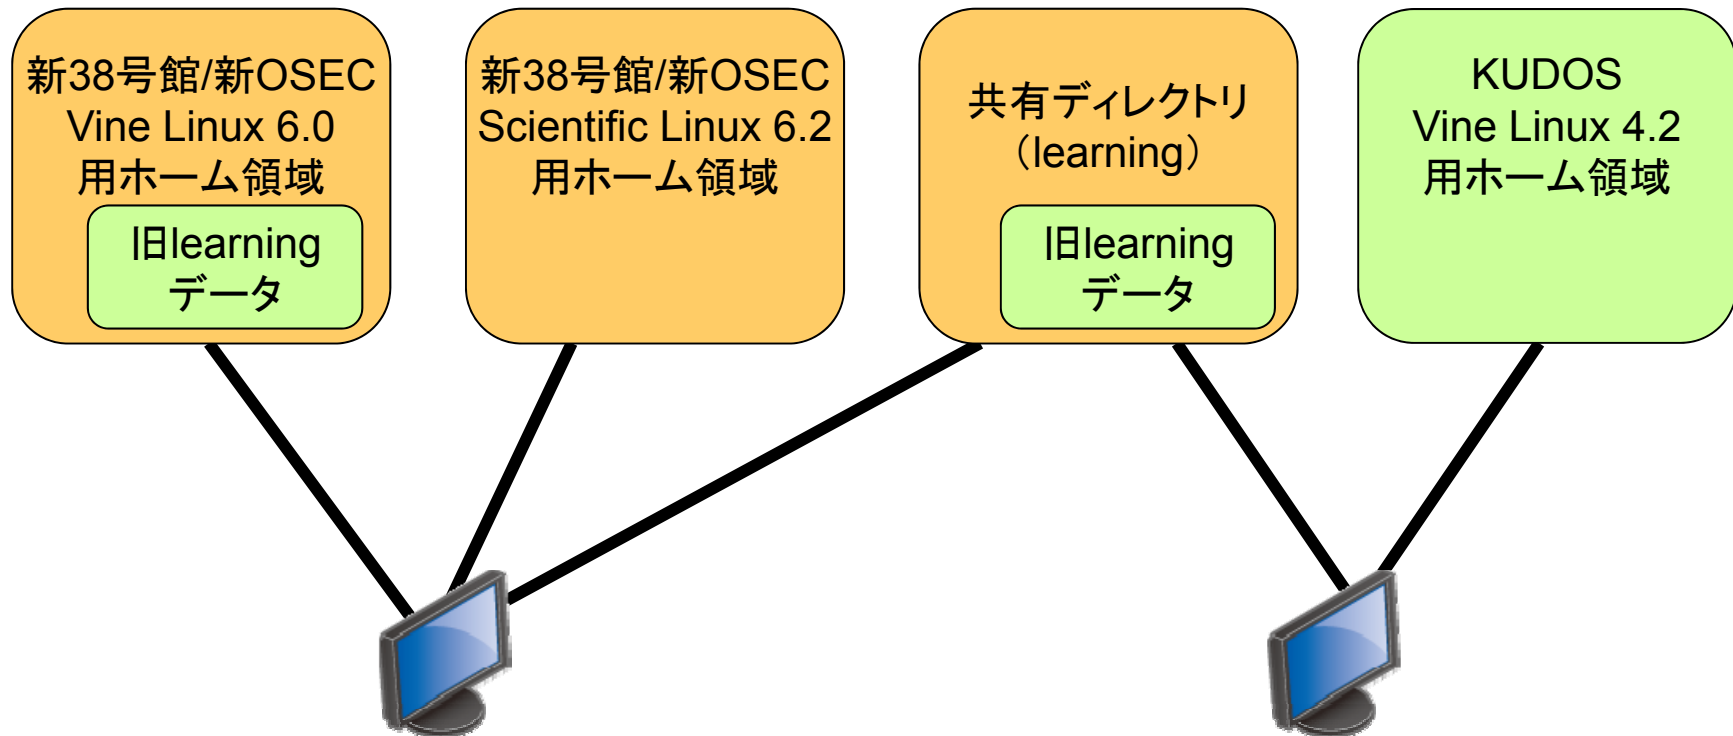 新38号館/新OSEC
Vine Linux 6.0
用ホーム領域
旧learning
データ
新38号館/新OSEC
Scientific Linux 6.2
用ホーム領域
共有ディレクトリ
（learning）
旧learning
データ
KUDOS
Vine Linux 4.2
用ホーム領域